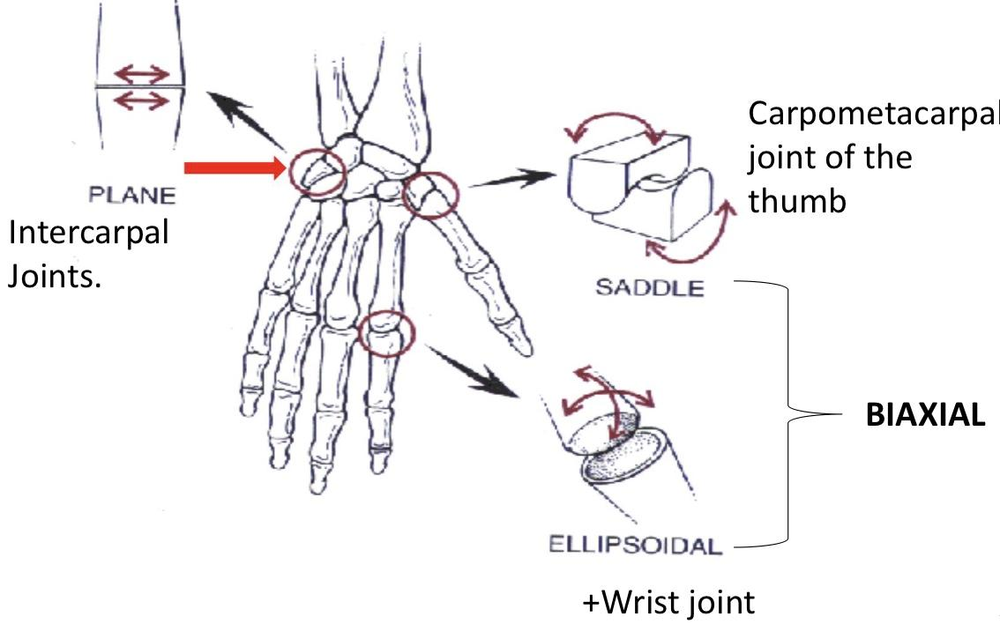 PLANE
Intercarpal
Joints.
Carpometacarpal
joint of the
thumb
SADDLE
BIAXIAL
ELLIPSOIDAL
+Wrist joint